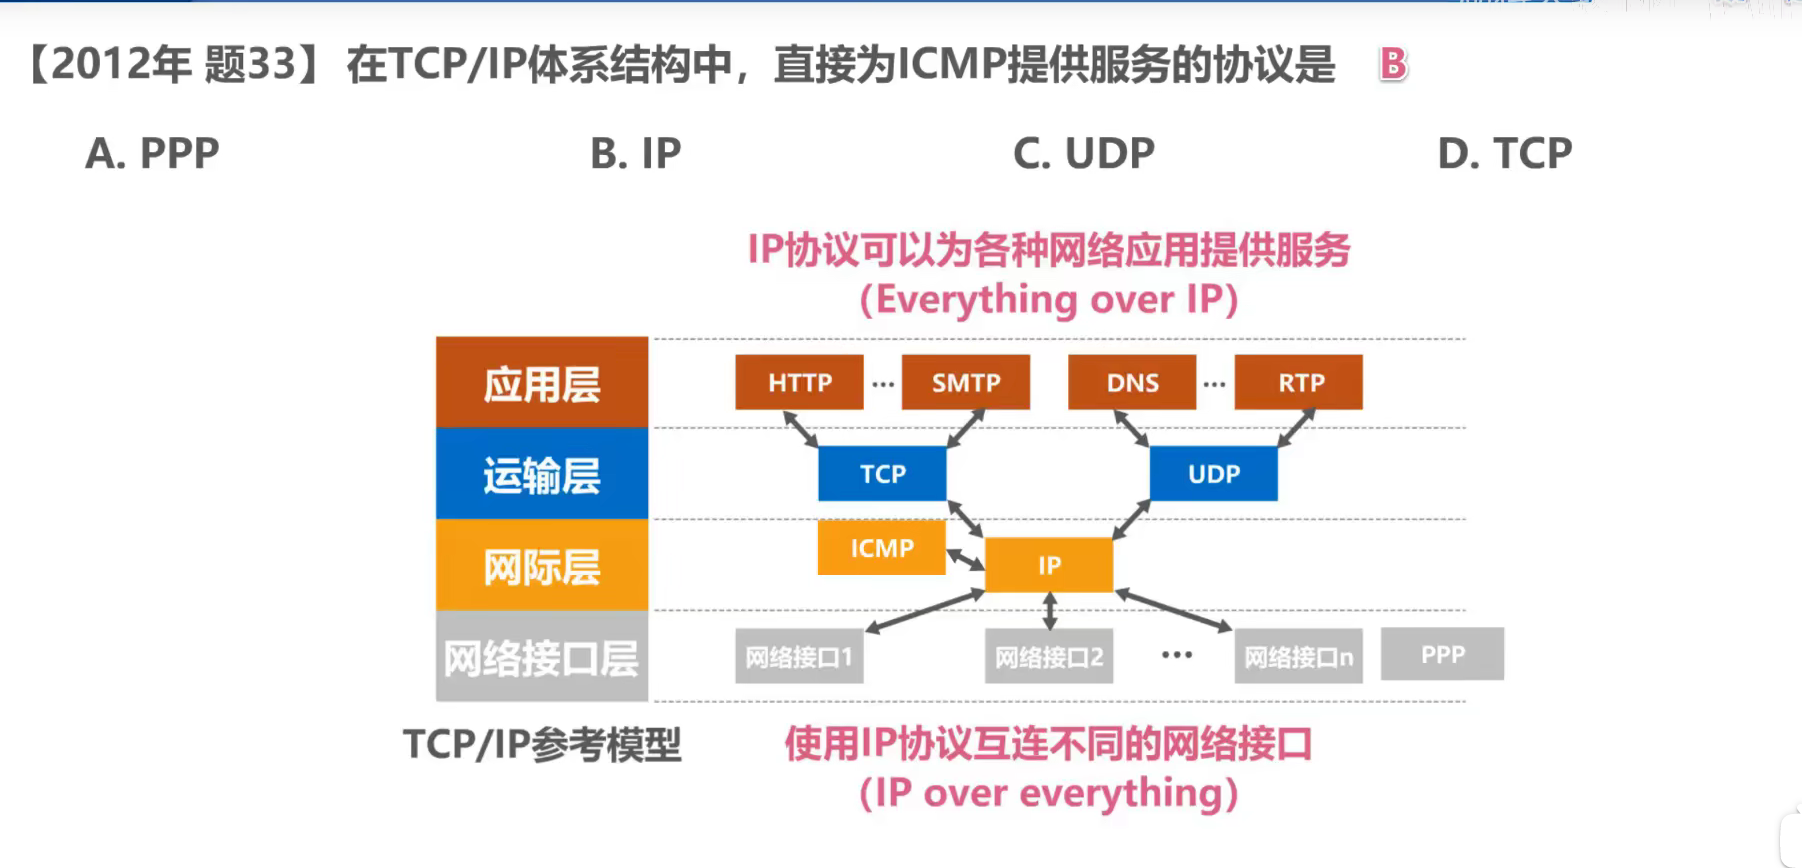 【2012年 题33】 在TCP/IP体系结构中，直接为ICMP提供服务的协议是 B
A. PPP B. IP C. UDP D. TCP
IP协议可以为各种网络应用提供服务
（Everything over IP）
应用层 HTTP ... SMTP DNS ... RTP
运输层 TCP UDP
网际层 ICMP IP
网络接口层 网络接口1 网络接口2 ... 网络接口n PPP
TCP/IP参考模型 使用IP协议互连不同的网络接口
（IP over everything）